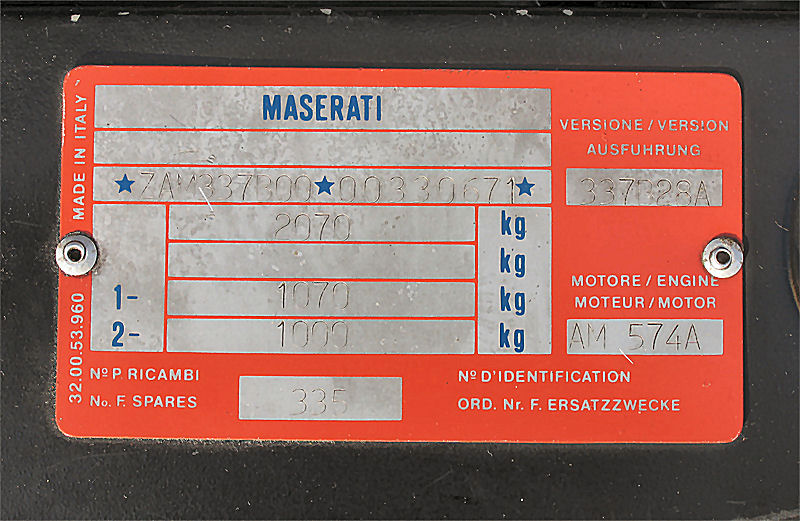 MASERATI
VERSIONE / VERSION
AUSFUHRUNG
★ZAM337B00★00330671★
337B28A
2070 kg
kg
1- 1070 kg
2- 1000 kg
MOTORE / ENGINE
MOTEUR / MOTOR
AM 574A
Nº P. RICAMBI
No. F. SPARES
335
Nº D'IDENTIFICATION
ORD. Nr. F. ERSATZZWECKE
MADE IN ITALY
32.00.53.960